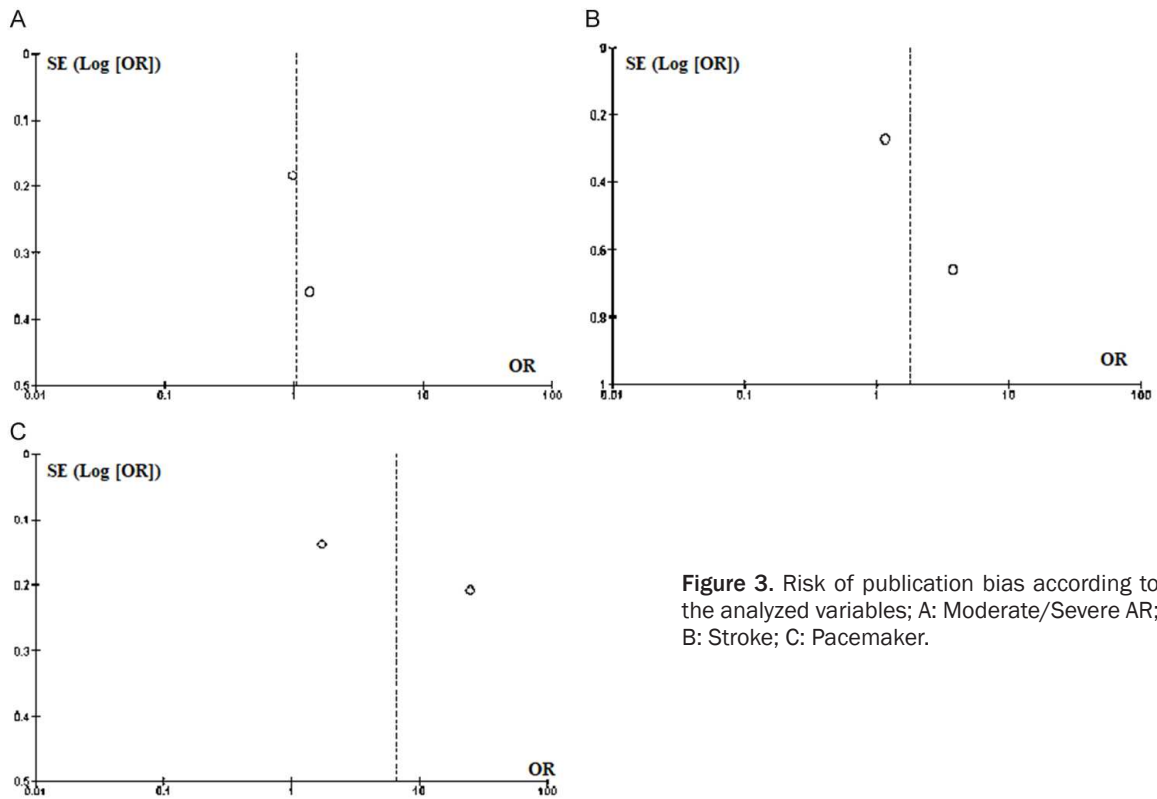 A
SE (Log [OR])
0
0.1
0.2
0.3
0.4
0.5
OR
0.01 0.1 1 10 100
B
SE (Log [OR])
0
0.2
0.4
0.6
0.8
1
OR
0.01 0.1 1 10 100
C
SE (Log [OR])
0
0.1
0.2
0.3
0.4
0.5
OR
0.01 0.1 1 10 100
Figure 3. Risk of publication bias according to
the analyzed variables; A: Moderate/Severe AR;
B: Stroke; C: Pacemaker.